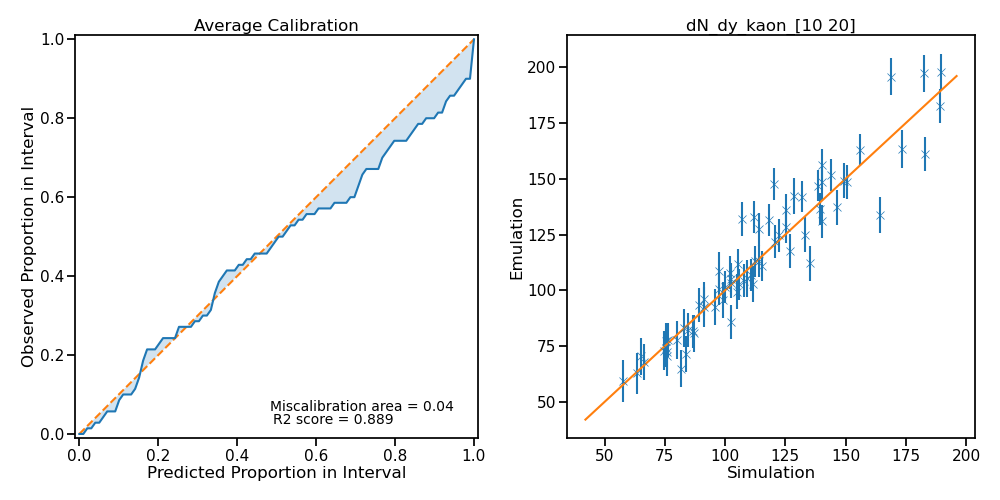 Average Calibration
1.0
0.8
0.6
0.4
0.2
0.0
Observed Proportion in Interval
Miscalibration area = 0.04
R2 score = 0.889
0.0 0.2 0.4 0.6 0.8 1.0
Predicted Proportion in Interval
dN_dy_kaon_[10 20]
200
175
150
125
100
75
50
Emulation
50 75 100 125 150 175 200
Simulation